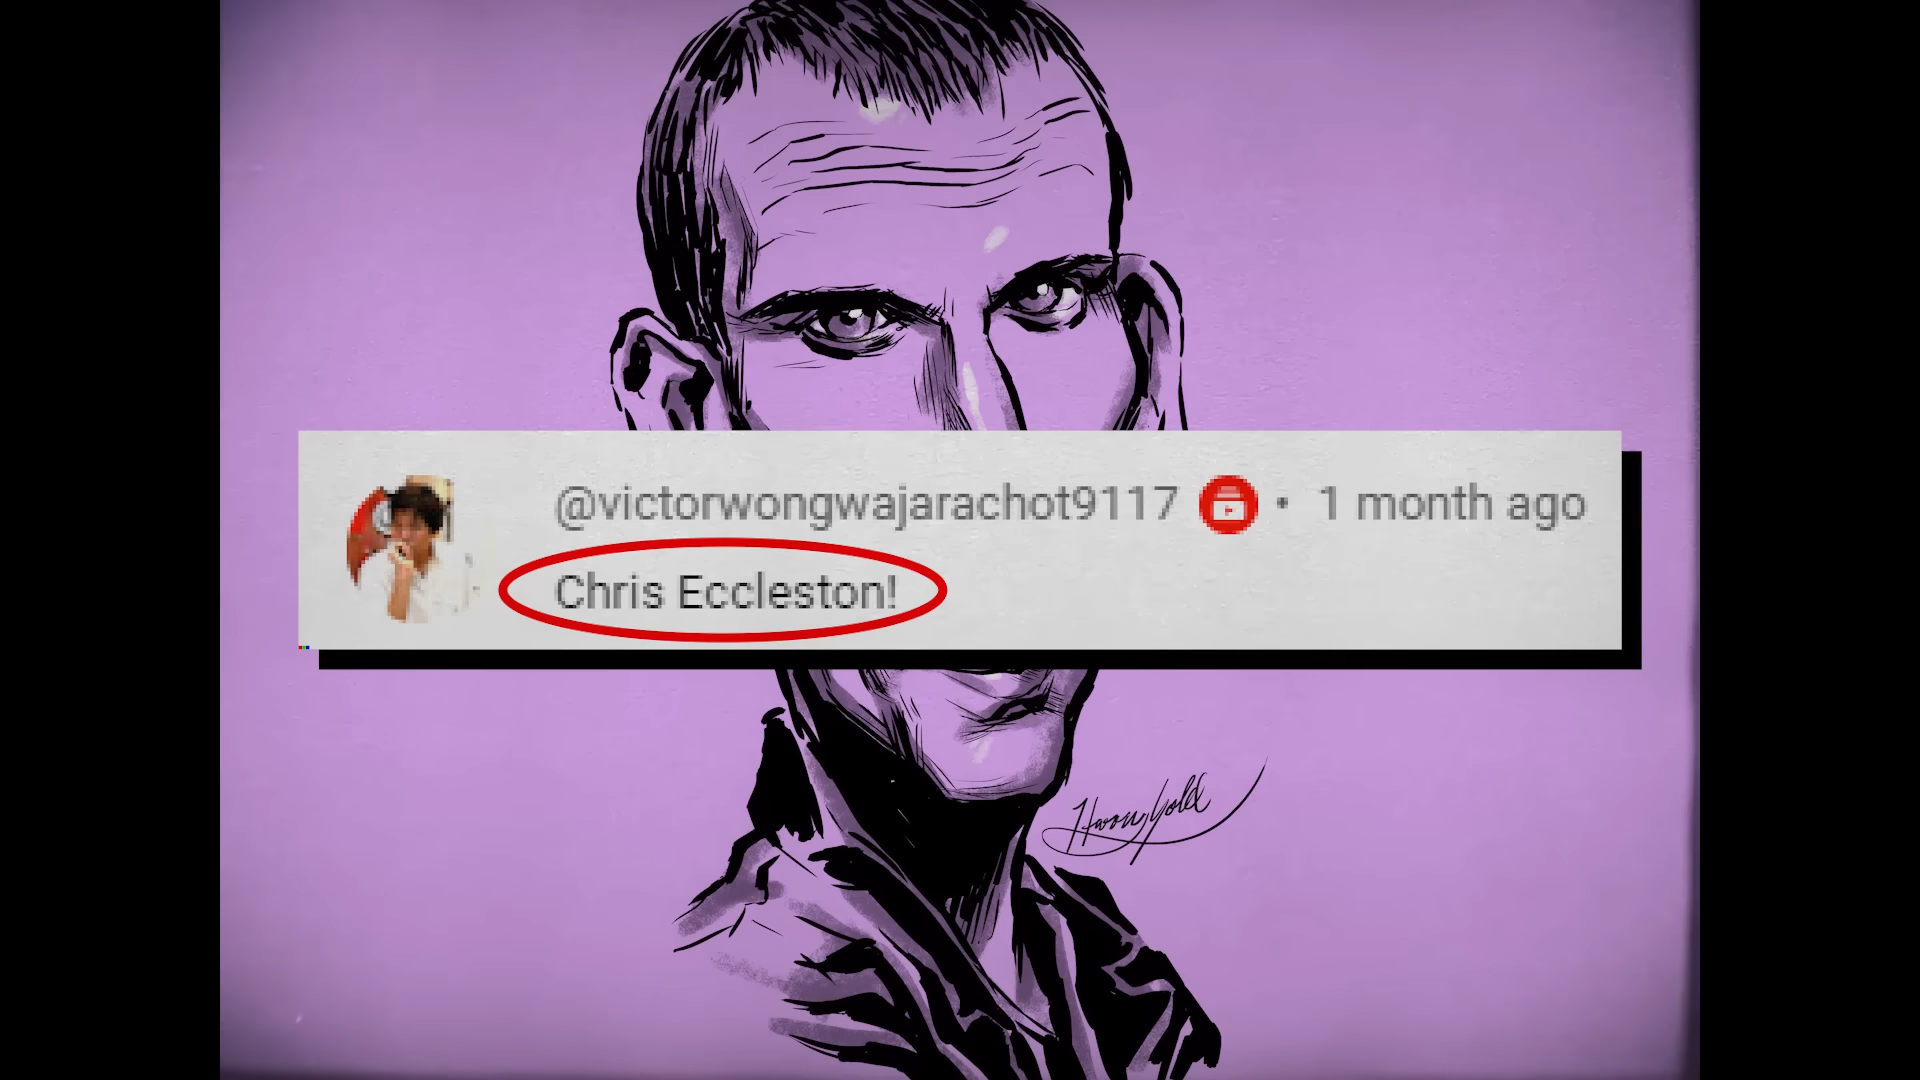 @victorwongwajarachot9117 • 1 month ago
Chris Eccleston!